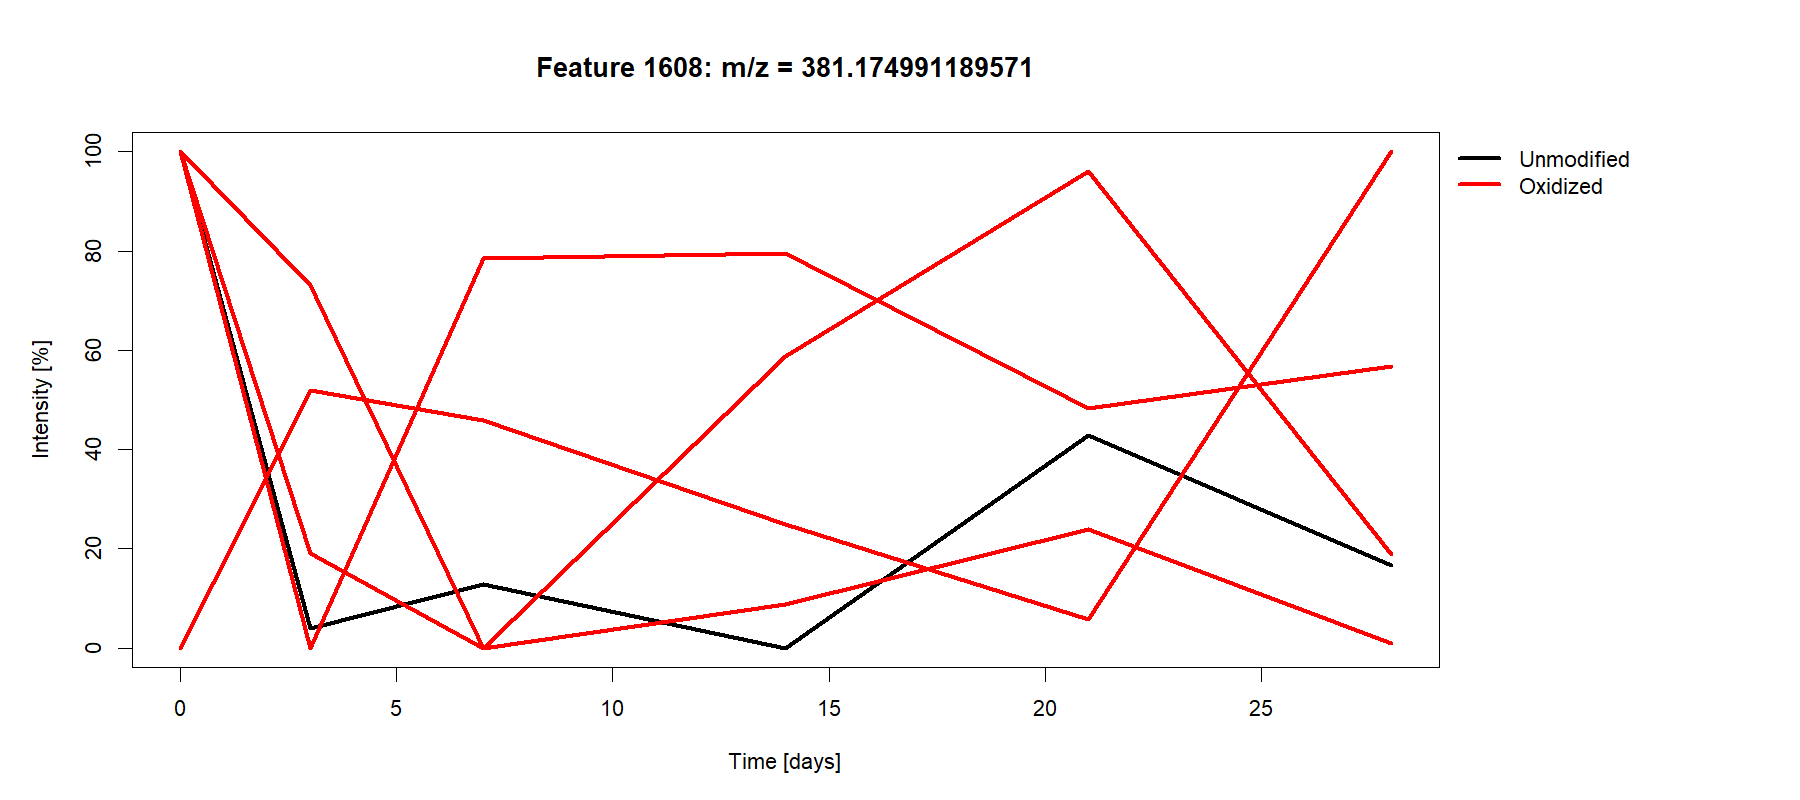 Feature 1608: m/z = 381.174991189571
Unmodified
Oxidized
Intensity [%]
100
80
60
40
20
0
0 5 10 15 20 25
Time [days]